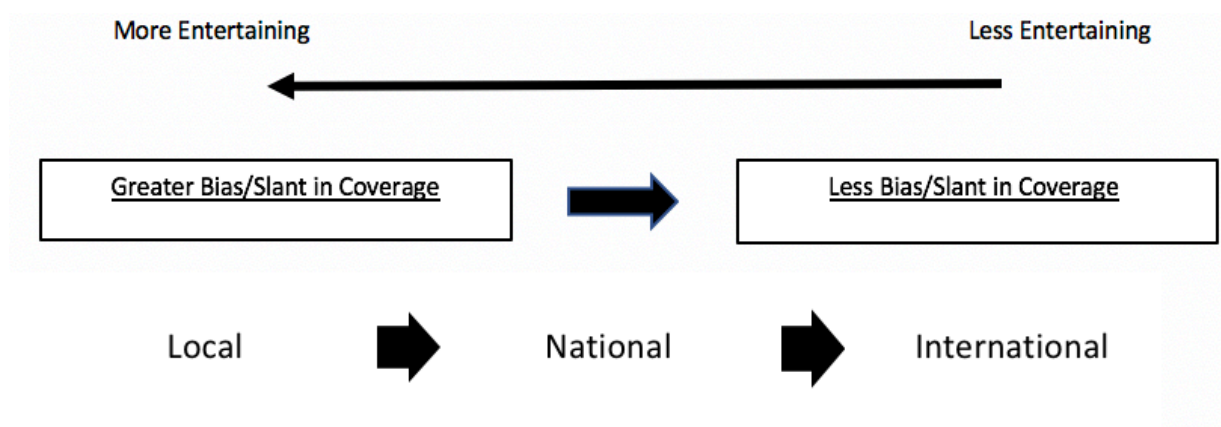 More Entertaining Less Entertaining
Greater Bias/Slant in Coverage Less Bias/Slant in Coverage
Local National International